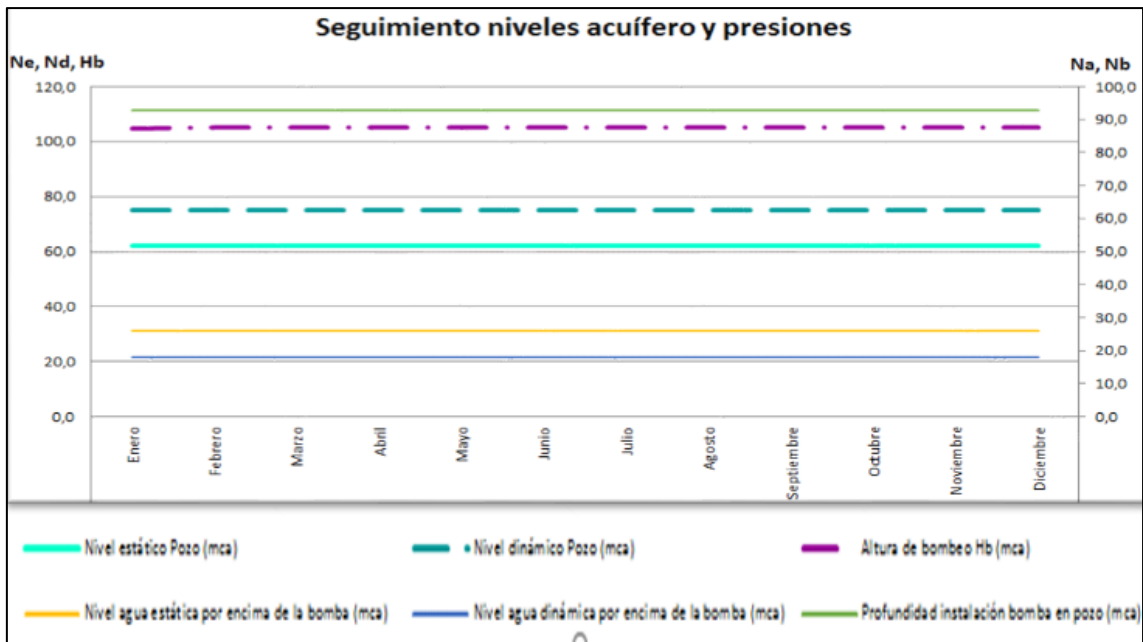 Seguimiento niveles acuífero y presiones
Ne, Nd, Hb
Na, Nb
120,0
100,0
80,0
60,0
40,0
20,0
0,0
100,0
90,0
80,0
70,0
60,0
50,0
40,0
30,0
20,0
10,0
0,0
Enero
Febrero
Marzo
Abril
Mayo
Junio
Julio
Agosto
Septiembre
Octubre
Noviembre
Diciembre
Nivel estático Pozo (mca)
Nivel dinámico Pozo (mca)
Altura de bombeo Hb (mca)
Nivel agua estática por encima de la bomba (mca)
Nivel agua dinámica por encima de la bomba (mca)
Profundidad instalación bomba en pozo (mca)